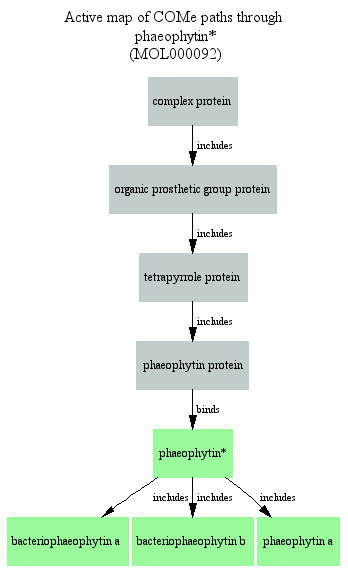 Active map of COMe paths through
phaeophytin*
(MOL000092)
complex protein
includes
organic prosthetic group protein
includes
tetrapyrrole protein
includes
phaeophytin protein
binds
phaeophytin*
includes includes includes
bacteriophaeophytin a bacteriophaeophytin b phaeophytin a